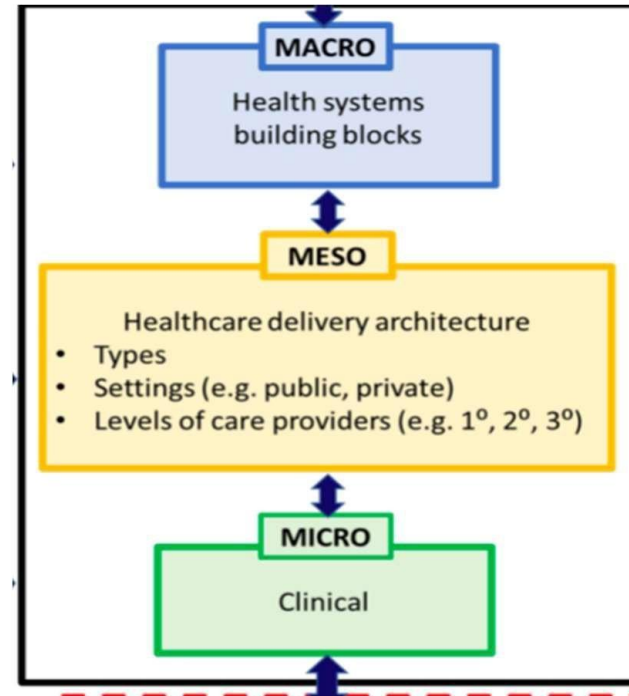 MACRO
Health systems
building blocks
MESO
Healthcare delivery architecture
• Types
• Settings (e.g. public, private)
• Levels of care providers (e.g. 1º, 2º, 3º)
MICRO
Clinical